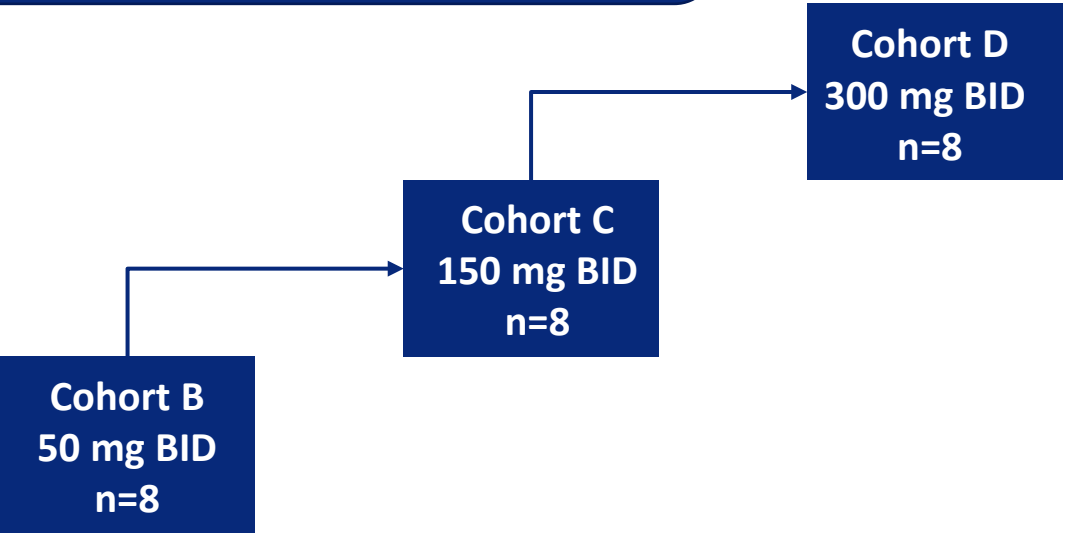 Cohort D
300 mg BID
n=8
Cohort C
150 mg BID
n=8
Cohort B
50 mg BID
n=8